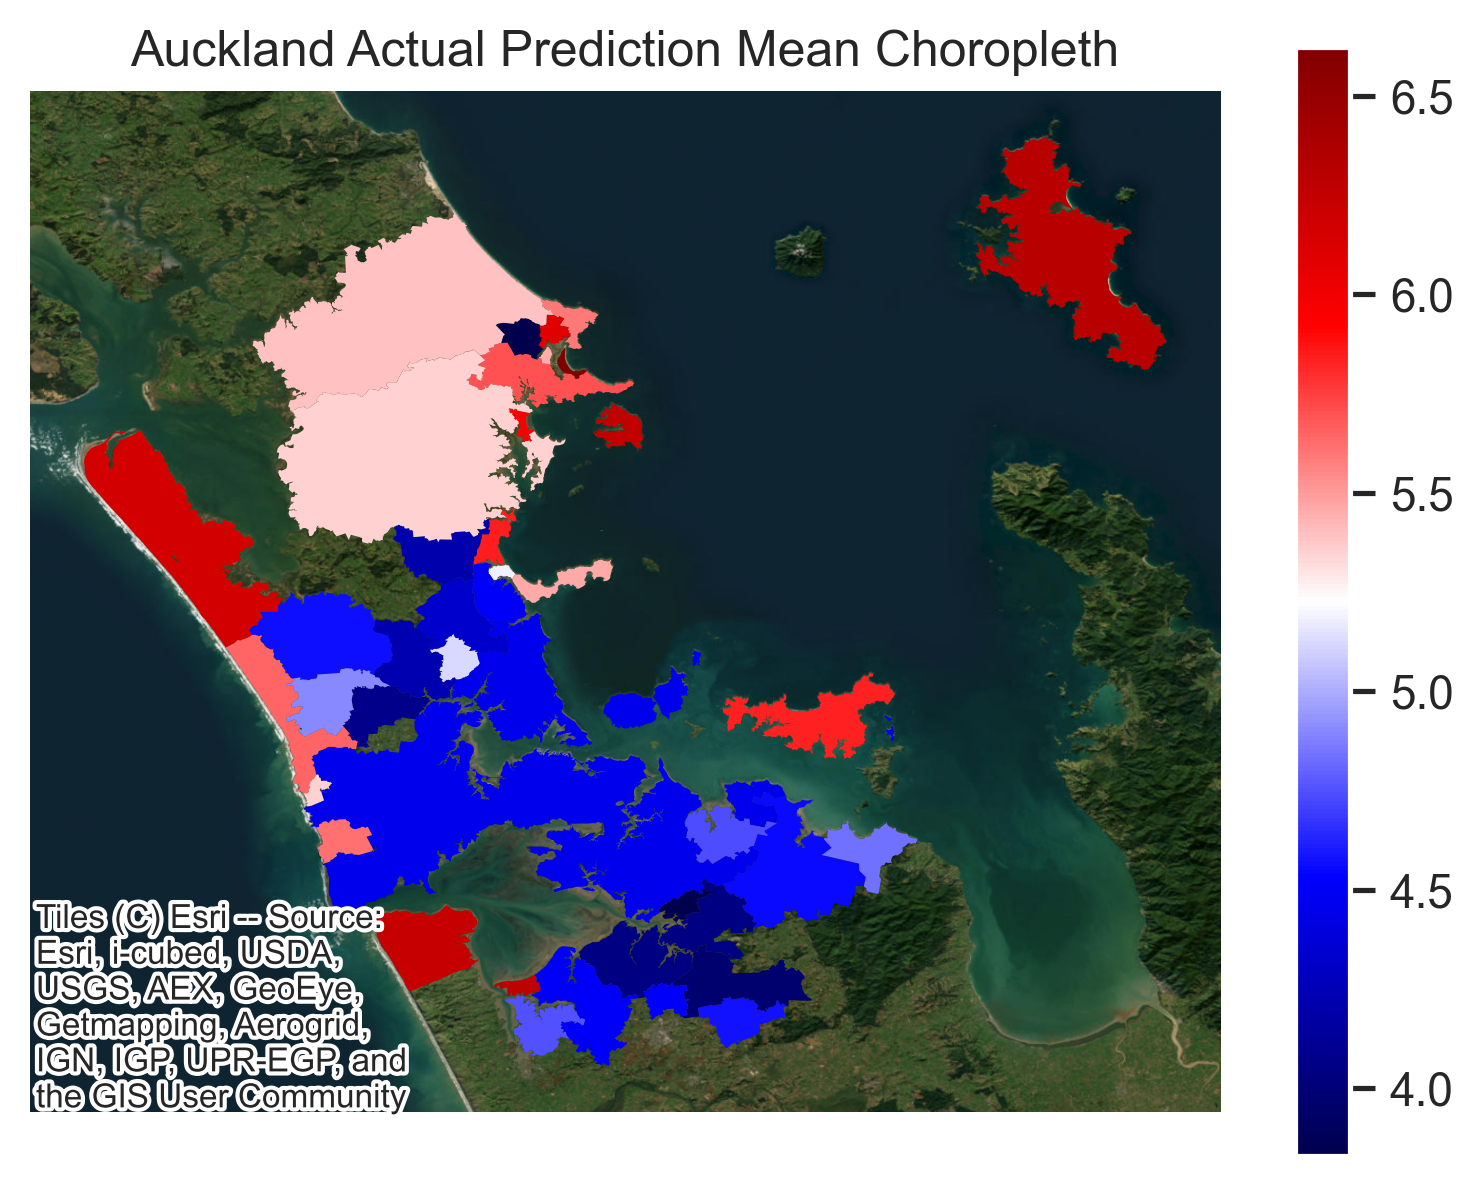 Auckland Actual Prediction Mean Choropleth
6.5
6.0
5.5
5.0
4.5
4.0
Tiles (C) Esri -- Source:
Esri, i-cubed, USDA,
USGS, AEX, GeoEye,
Getmapping, Aerogrid,
IGN, IGP, UPR-EGP, and
the GIS User Community